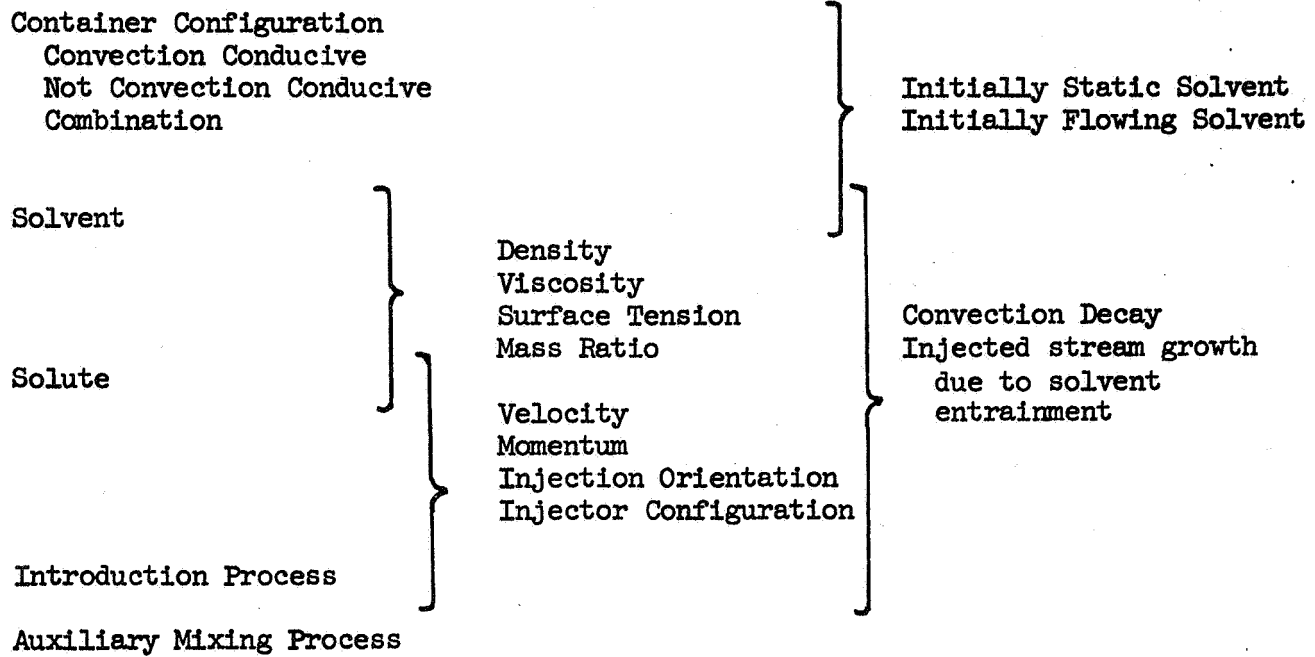 Container Configuration
Convection Conducive
Not Convection Conducive
Combination
Initially Static Solvent
Initially Flowing Solvent
Solvent
Solute
Density
Viscosity
Surface Tension
Mass Ratio
Velocity
Momentum
Injection Orientation
Injector Configuration
Convection Decay
Injected stream growth
due to solvent
entrainment
Introduction Process
Auxiliary Mixing Process